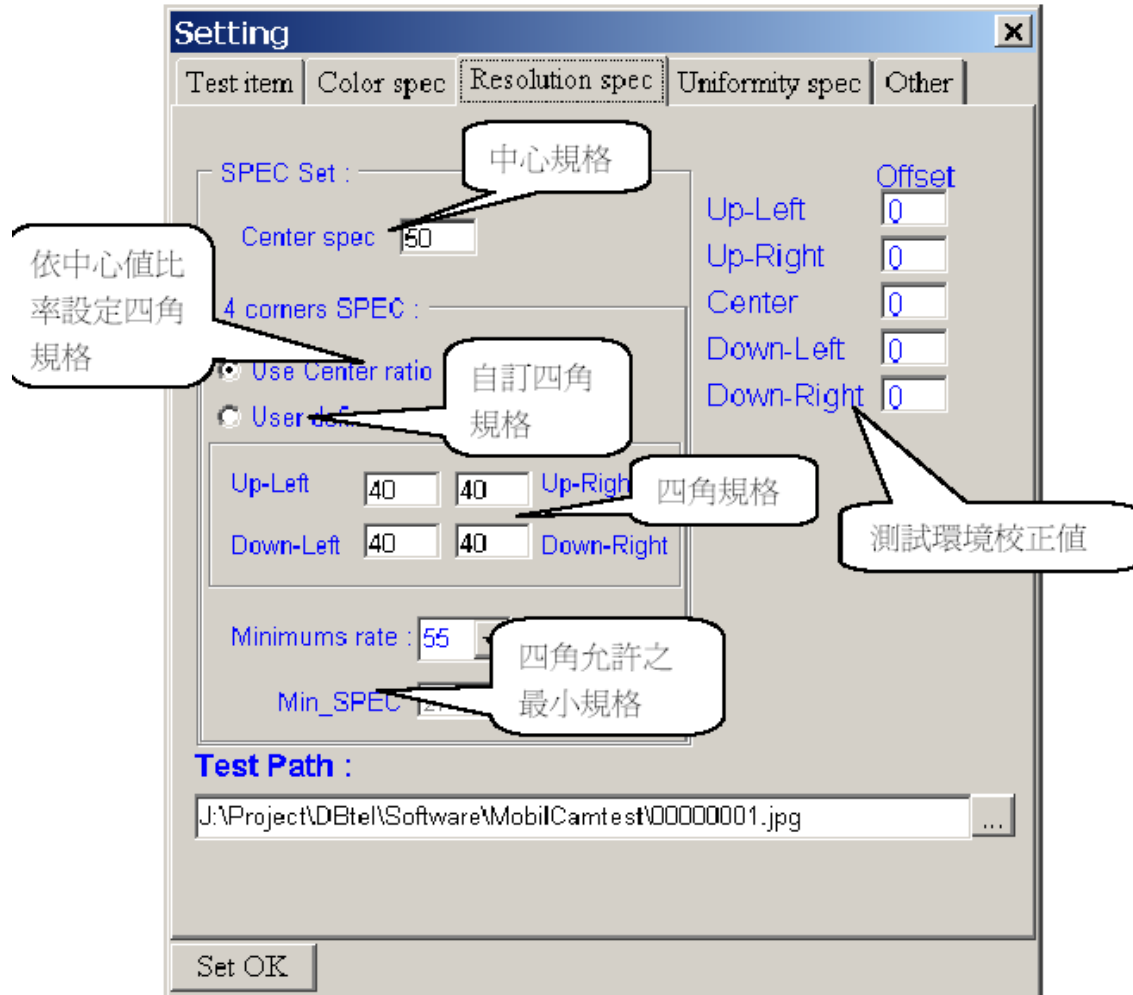 Setting
Test item Color spec Resolution spec Uniformity spec Other
SPEC Set :
中心規格
Center spec 50
依中心值比
率設定四角
規格
4 corners SPEC :
Use Center ratio
User
自訂四角
規格
Up-Left 40 40
Down-Left 40 40 Down-Right
四角規格
Minimums rate : 55
Min_SPEC
四角允許之
最小規格
Offset
Up-Left 0
Up-Right 0
Center 0
Down-Left 0
Down-Right 0
測試環境校正值
Test Path :
J:\Project\DBtel\Software\MobilCamtest\00000001.jpg
...
Set OK